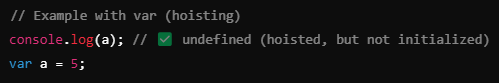 // Example with var (hoisting)
console.log(a); // ✅ undefined (hoisted, but not initialized)
var a = 5;